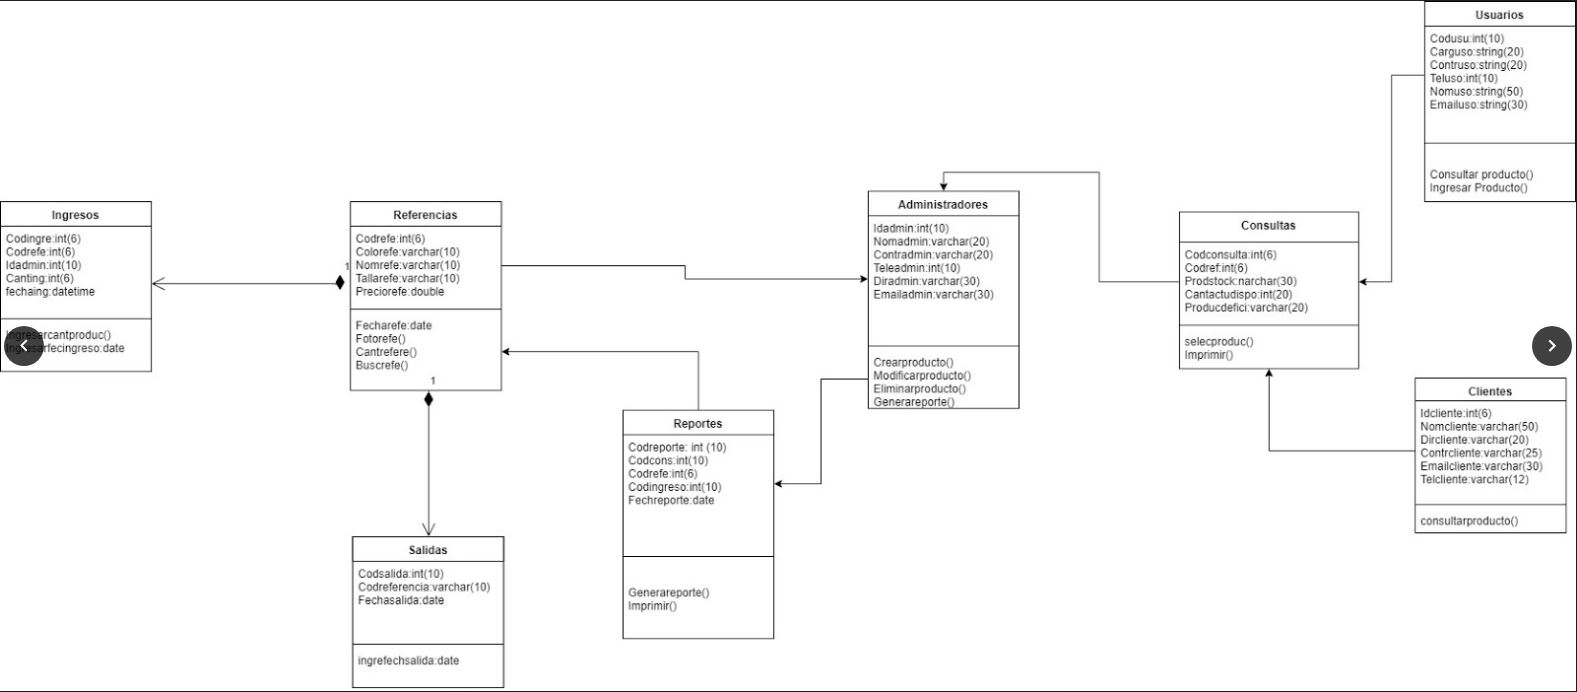 Usuarios
Codusu:int(10)
Carguso:string(20)
Contruso:string(20)
Teluso:int(10)
Nomuso:string(50)
Emailuso:string(30)
Consultar producto()
Ingresar Producto()
Ingresos
Codingre:int(6)
Codrefe:int(6)
Idadmin:int(10)
Canting:int(6)
fechaing:datetime
Ingresarcantproduc()
Ingresarfecingreso:date
1
Referencias
Codrefe:int(6)
Colorefe:varchar(10)
Nomrefe:varchar(10)
Tallarefe:varchar(10)
Preciorefe:double
Fecharefe:date
Fotorefe()
Cantrefere()
Buscrefe()
1
Administradores
Idadmin:int(10)
Nomadmin:varchar(20)
Contradmin:varchar(20)
Teleadmin:int(10)
Diradmin:varchar(30)
Emailadmin:varchar(30)
Crearproducto()
Modificarproducto()
Eliminarproducto()
Generareporte()
Consultas
Codconsulta:int(6)
Codref:int(6)
Prodstock:narchar(30)
Cantactudispo:int(20)
Producdefici:varchar(20)
selecproduc()
Imprimir()
Clientes
Idcliente:int(6)
Nomcliente:varchar(50)
Dircliente:varchar(20)
Contrcliente:varchar(25)
Emailcliente:varchar(30)
Telcliente:varchar(12)
consultarproducto()
Reportes
Codreporte: int (10)
Codcons:int(10)
Codrefe:int(6)
Codingreso:int(10)
Fechreporte:date
Generareporte()
Imprimir()
Salidas
Codsalida:int(10)
Codreferencia:varchar(10)
Fechasalida:date
ingrefechsalida:date